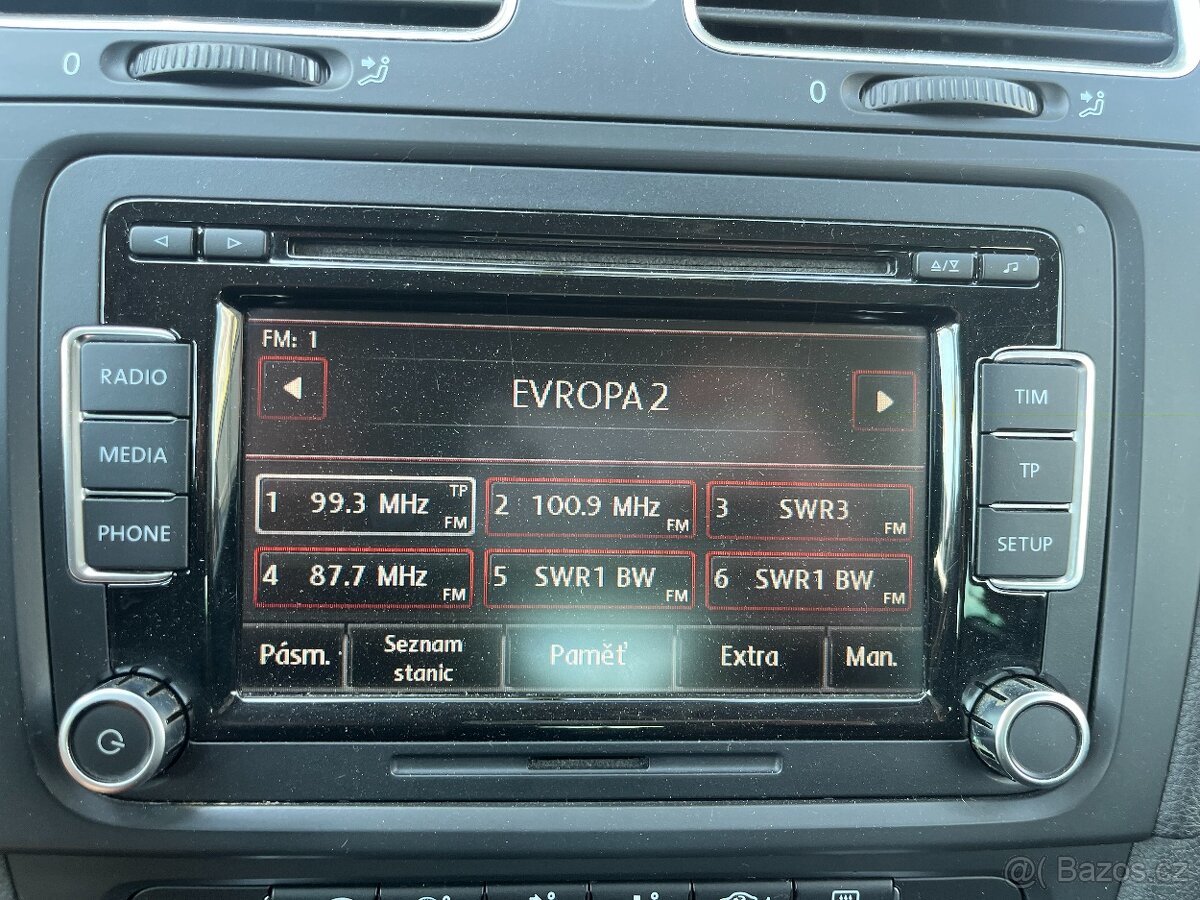 0
0
RADIO
MEDIA
PHONE
TIM
TP
SETUP
FM: 1
EVROPA 2
1 99.3 MHz TP FM
2 100.9 MHz FM
3 SWR3 FM
4 87.7 MHz FM
5 SWR1 BW FM
6 SWR1 BW FM
Pásm.
Seznam
stanic
Paměť
Extra
Man.
@( Bazos.cz